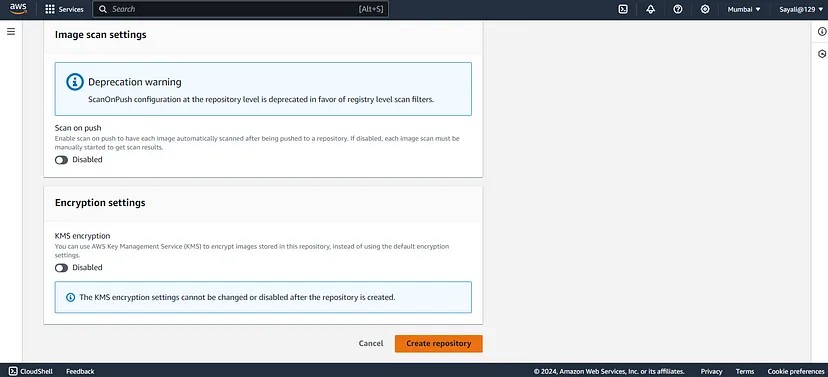 aws
Services
Search
[Alt+S]
Mumbai
Sayali@129
Image scan settings
Deprecation warning
ScanOnPush configuration at the repository level is deprecated in favor of registry level scan filters.
Scan on push
Enable scan on push to have each image automatically scanned after being pushed to a repository. If disabled, each image scan must be
manually started to get scan results.
Disabled
Encryption settings
KMS encryption
You can use AWS Key Management Service (KMS) to encrypt images stored in this repository, instead of using the default encryption
settings.
Disabled
The KMS encryption settings cannot be changed or disabled after the repository is created.
Cancel
Create repository
CloudShell
Feedback
© 2024, Amazon Web Services, Inc. or its affiliates.
Privacy
Terms
Cookie preferences